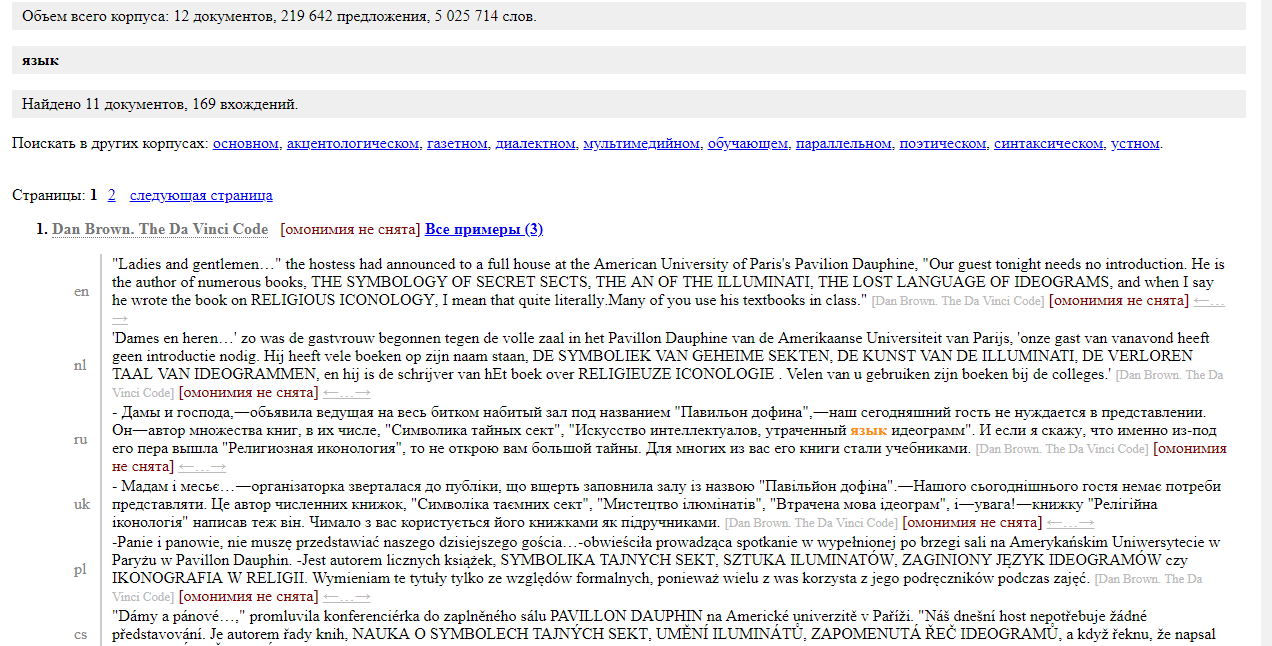 Объем всего корпуса: 12 документов, 219 642 предложения, 5 025 714 слов.
язык
Найдено 11 документов, 169 вхождений.
Поискать в других корпусах: основном, акцентологическом, газетном, диалектном, мультимедийном, обучающем, параллельном, поэтическом, синтаксическом, устном.
Страницы: 1 2 следующая страница
1. Dan Brown. The Da Vinci Code [омонимия не снята] Все примеры (3)
"Ladies and gentlemen…" the hostess had announced to a full house at the American University of Paris's Pavilion Dauphine, "Our guest tonight needs no introduction. He is
the author of numerous books, THE SYMBOLOGY OF SECRET SECTS, THE AN OF THE ILLUMINATI, THE LOST LANGUAGE OF IDEOGRAMS, and when I say
en
he wrote the book on RELIGIOUS ICONOLOGY, I mean that quite literally.Many of you use his textbooks in class." [Dan Brown. The Da Vinci Code] [омонимия не снята] ←…
→
'Dames en heren…' zo was de gastvrouw begonnen tegen de volle zaal in het Pavillon Dauphine van de Amerikaanse Universiteit van Parijs, 'onze gast van vanavond heeft
geen introductie nodig. Hij heeft vele boeken op zijn naam staan, DE SYMBOLIEK VAN GEHEIME SEKTEN, DE KUNST VAN DE ILLUMINATI, DE VERLOREN
nl
TAAL VAN IDEOGRAMMEN, en hij is de schrijver van hEt boek over RELIGIEUZE ICONOLOGIE . Velen van u gebruiken zijn boeken bij de colleges.' [Dan Brown. The Da
Vinci Code] [омонимия не снята] ←…→
- Дамы и господа,—объявила ведущая на весь битком набитый зал под названием "Павильон дофина",—наш сегодняшний гость не нуждается в представлении.
Он—автор множества книг, в их числе, "Символика тайных сект", "Искусство интеллектуалов, утраченный язык идеограмм". И если я скажу, что именно из-под
ru
его пера вышла "Религиозная иконология", то не открою вам большой тайны. Для многих из вас его книги стали учебниками. [Dan Brown. The Da Vinci Code] [омонимия
не снята] ←…→
- Мадам і месьє…—організаторка зверталася до публіки, що вщерть заповнила залу із назвою "Павільйон дофіна".—Нашого сьогоднішнього гостя немає потреби
uk
представляти. Це автор численних книжок, "Символіка таємних сект", "Мистецтво ілюмінатів", "Втрачена мова ідеограм", і—увага!—книжку "Релігійна
іконологія" написав теж він. Чимало з вас користується його книжками як підручниками. [Dan Brown. The Da Vinci Code] [омонимия не снята] ←…→
-Panie i panowie, nie muszę przedstawiać naszego dzisiejszego gościa…-obwieściła prowadząca spotkanie w wypełnionej po brzegi sali na Amerykańskim Uniwersytecie w
Paryżu w Pavillon Dauphin. -Jest autorem licznych książek, SYMBOLIKA TAJNYCH SEKT, SZTUKA ILUMINATÓW, ZAGINIONY JĘZYK IDEOGRAMÓW czy
pl
IKONOGRAFIA W RELIGII. Wymieniam te tytuły tylko ze względów formalnych, ponieważ wielu z was korzysta z jego podręczników podczas zajęć. [Dan Brown. The Da
Vinci Code] [омонимия не снята] ←…→
"Dámy a pánové…," promluvila konferenciérka do zaplněného sálu PAVILLON DAUPHIN na Americké univerzitě v Paříži. "Náš dnešní host nepotřebuje žádné
cs
představování. Je autorem řady knih, NAUKA O SYMBOLECH TAJNÝCH SEKT, UMĚNÍ ILUMINÁTŮ, ZAPOMENUTÁ ŘEČ IDEOGRAMŮ, a když řeknu, že napsal